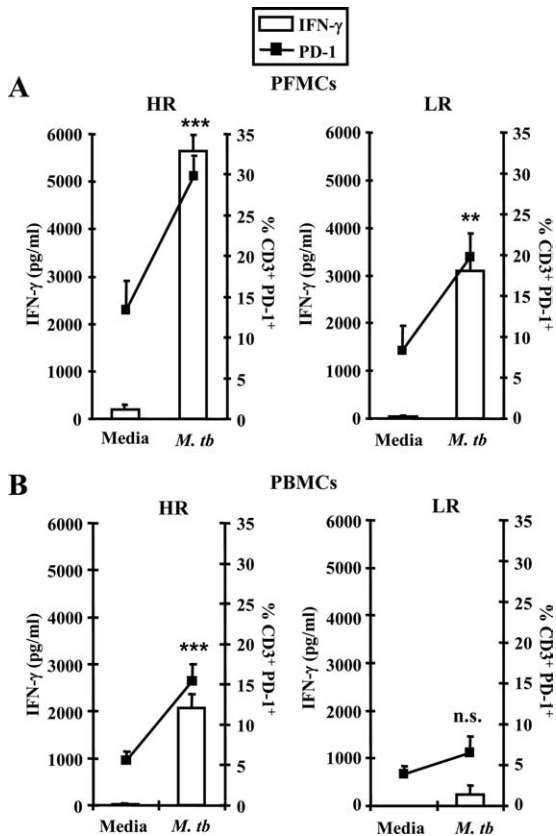 IFN-γ
PD-1
A
PFMCs
HR
LR
***
**
6000
5000
4000
3000
2000
1000
0
35
30
25
20
15
10
5
0
6000
5000
4000
3000
2000
1000
0
35
30
25
20
15
10
5
0
IFN-γ (pg/ml)
% CD3+ PD-1+
IFN-γ (pg/ml)
% CD3+ PD-1+
Media
M. tb
Media
M. tb
B
PBMCs
HR
LR
***
n.s.
6000
5000
4000
3000
2000
1000
0
35
30
25
20
15
10
5
0
6000
5000
4000
3000
2000
1000
0
35
30
25
20
15
10
5
0
IFN-γ (pg/ml)
% CD3+ PD-1+
IFN-γ (pg/ml)
% CD3+ PD-1+
Media
M. tb
Media
M. tb